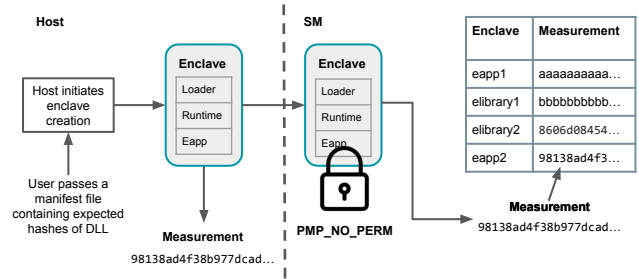 Host
SM
Host initiates
enclave
creation
User passes a
manifest file
containing expected
hashes of DLL
Enclave
Loader
Runtime
Eapp
Measurement
98138ad4f38b977dcad...
Enclave
Loader
Runtime
Eapp
PMP_NO_PERM
Enclave Measurement
eapp1 aaaaaaaaaa...
elibrary1 bbbbbbbbbb...
elibrary2 8606d08454...
eapp2 98138ad4f3...
Measurement
98138ad4f38b977dcad...